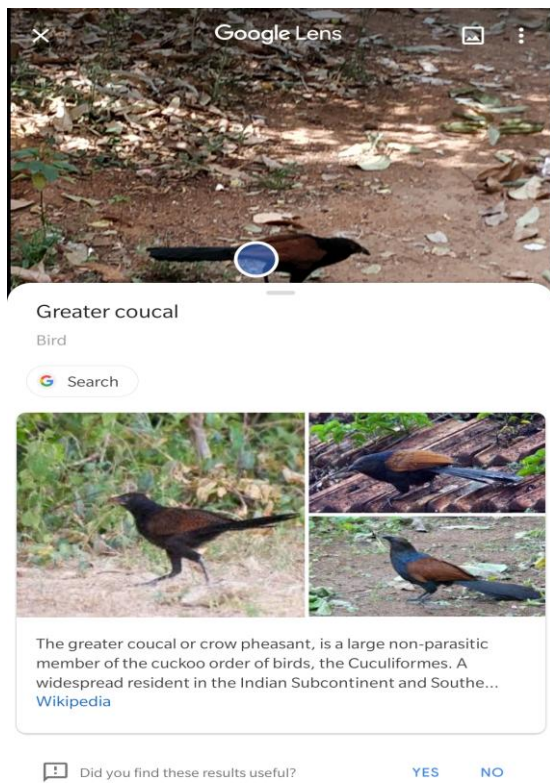 Google Lens
Greater coucal
Bird
Search
The greater coucal or crow pheasant, is a large non-parasitic
member of the cuckoo order of birds, the Cuculiformes. A
widespread resident in the Indian Subcontinent and Southe...
Wikipedia
Did you find these results useful?
YES NO